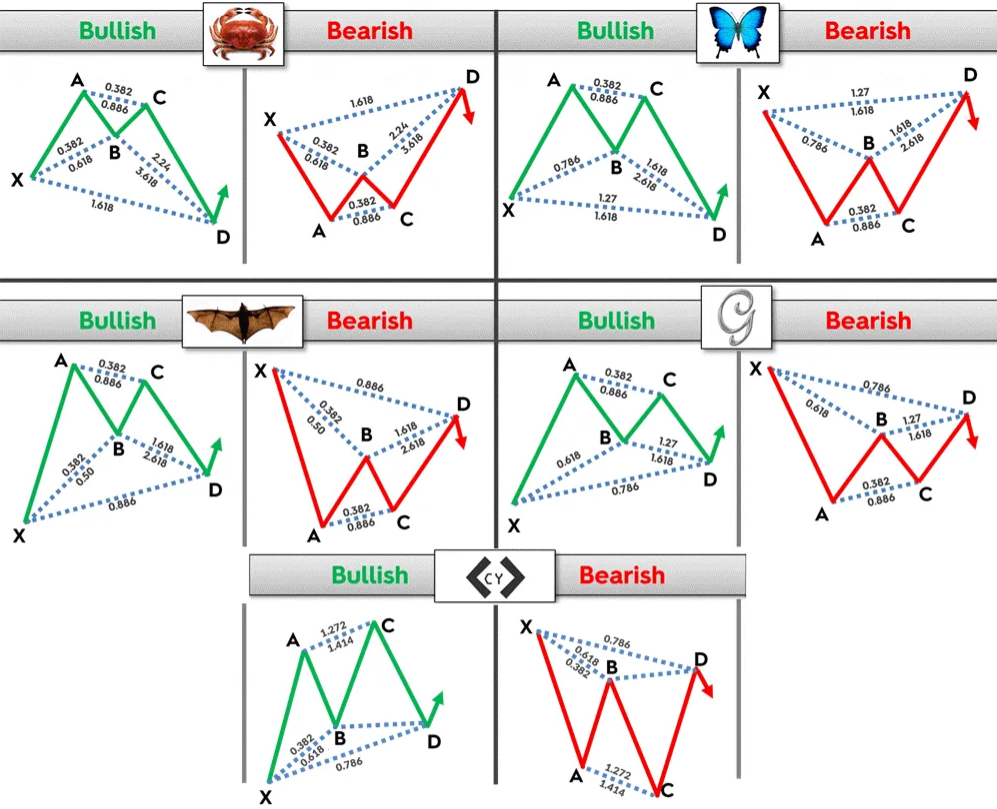 Bullish
Bearish
A
0.382
0.886
C
0.382
0.618
B
2.24
3.618
X
1.618
D
D
1.618
X
0.382
0.618
B
2.24
3.618
0.382
0.886
A
C
Bullish
Bearish
A
0.382
0.886
C
0.786
B
1.618
2.618
X
1.27
1.618
D
D
X
1.27
1.618
0.786
B
1.618
2.618
0.382
0.886
A
C
Bullish
Bearish
A
0.382
0.886
C
B
0.382
0.50
1.618
2.618
D
0.886
X
X
0.886
0.382
0.50
D
B
1.618
2.618
0.382
0.886
A
C
Bullish
G
Bearish
A
0.382
0.886
C
B
0.618
1.27
1.618
D
0.786
X
X
0.786
0.618
D
B
1.27
1.618
0.382
0.886
A
C
Bullish
CY
Bearish
A
1.272
1.414
C
B
D
0.382
0.618
0.786
X
X
0.786
0.618
0.382
B
D
A
1.272
1.414
C